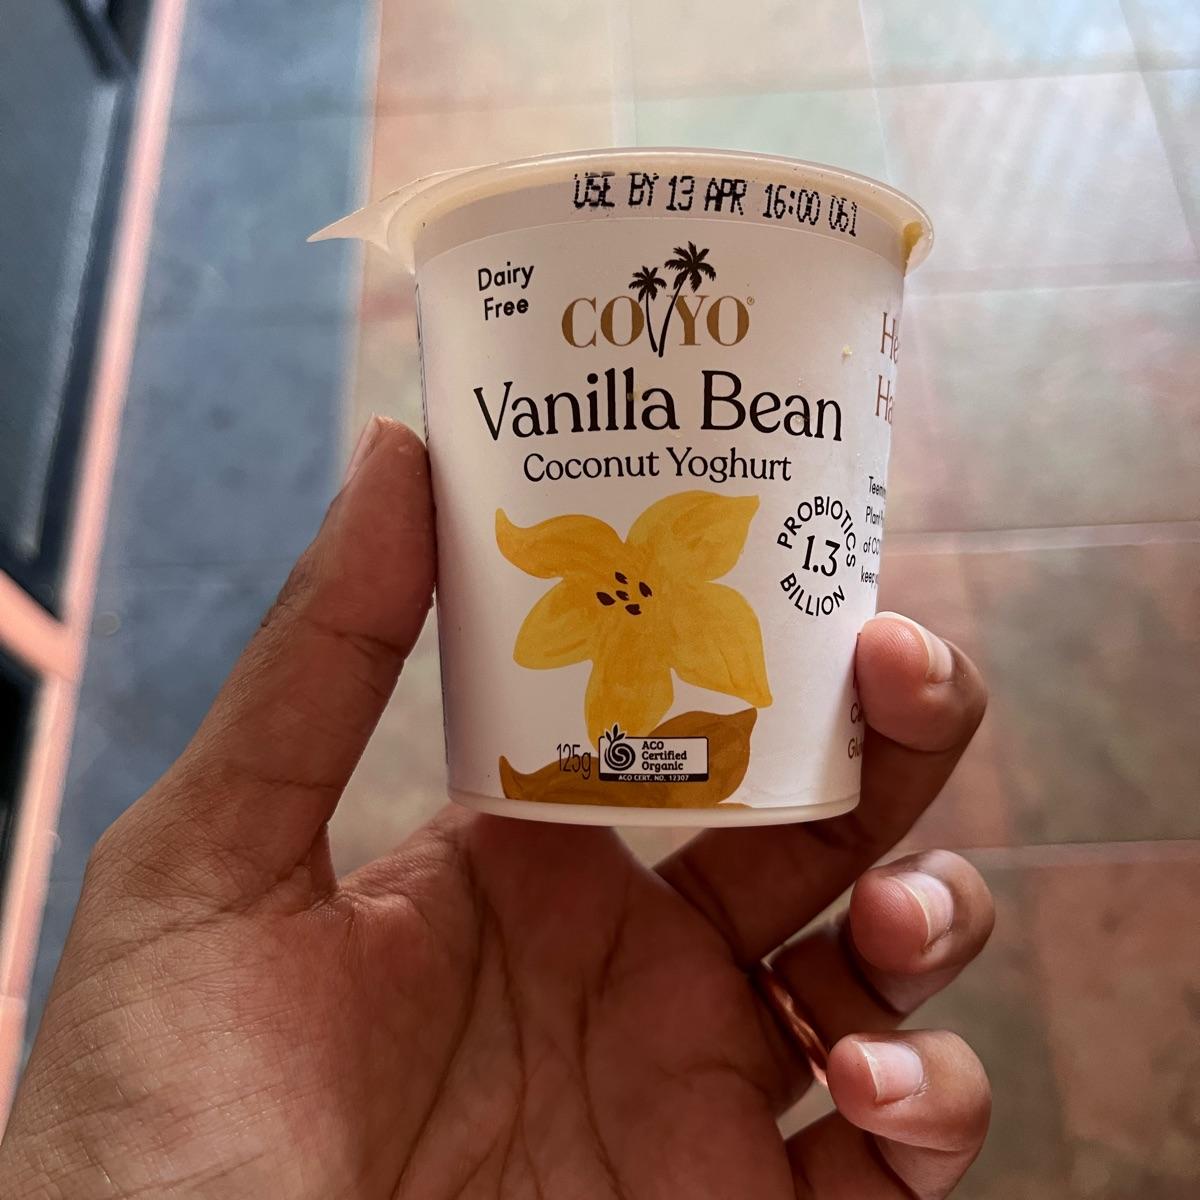 USE BY 13 APR 16:00 061
Dairy
Free
COYO®
Vanilla Bean
Coconut Yoghurt
PROBIOTICS
1.3
BILLION
of
125g
ACO
Certified
Organic
ACO CERT. NO. 12307